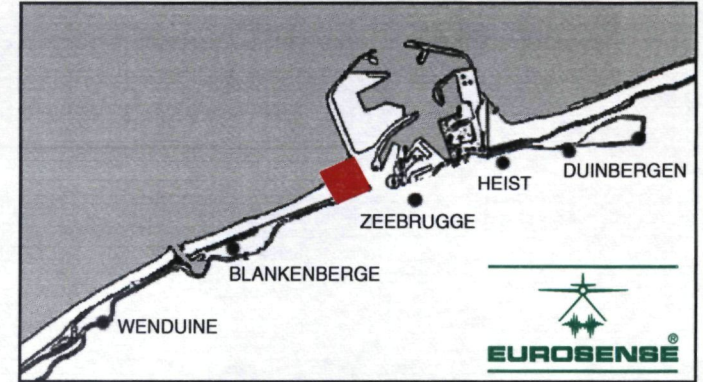 DUINBERGEN
HEIST
ZEEBRUGGE
BLANKENBERGE
WENDUINE
EUROSENSE®